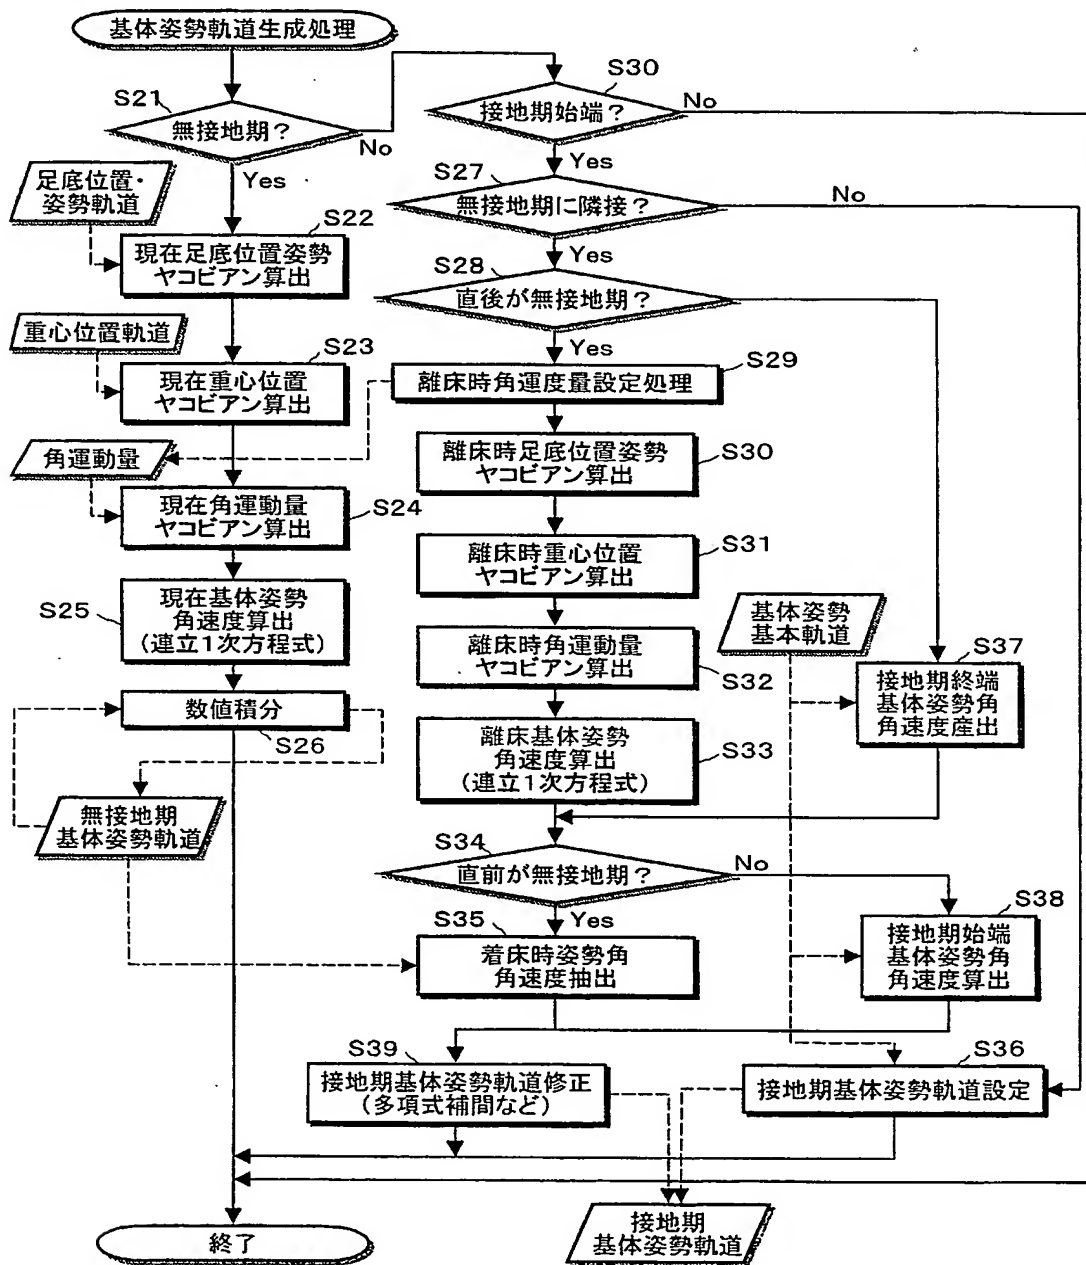 基体姿勢軌道生成処理
S21
無接地期?
No
Yes
足底位置・
姿勢軌道
S22
現在足底位置姿勢
ヤコビアン算出
重心位置軌道
S23
現在重心位置
ヤコビアン算出
角運動量
S24
現在角運動量
ヤコビアン算出
S25
現在基体姿勢
角速度算出
(連立1次方程式)
数値積分
S26
無接地期
基体姿勢軌道
S30
接地期始端?
No
Yes
S27
無接地期に隣接?
No
Yes
S28
直後が無接地期?
Yes
S29
離床時角運度量設定処理
離床時足底位置姿勢
ヤコビアン算出
S30
S31
離床時重心位置
ヤコビアン算出
離床時角運動量
ヤコビアン算出
S32
離床基体姿勢
角速度算出
(連立1次方程式)
S33
基体姿勢
基本軌道
S37
接地期終端
基体姿勢角
角速度産出
S34
直前が無接地期?
No
Yes
S35
着床時姿勢角
角速度抽出
S38
接地期始端
基体姿勢角
角速度算出
S39
接地期基体姿勢軌道修正
(多項式補間など)
S36
接地期基体姿勢軌道設定
終了
接地期
基体姿勢軌道